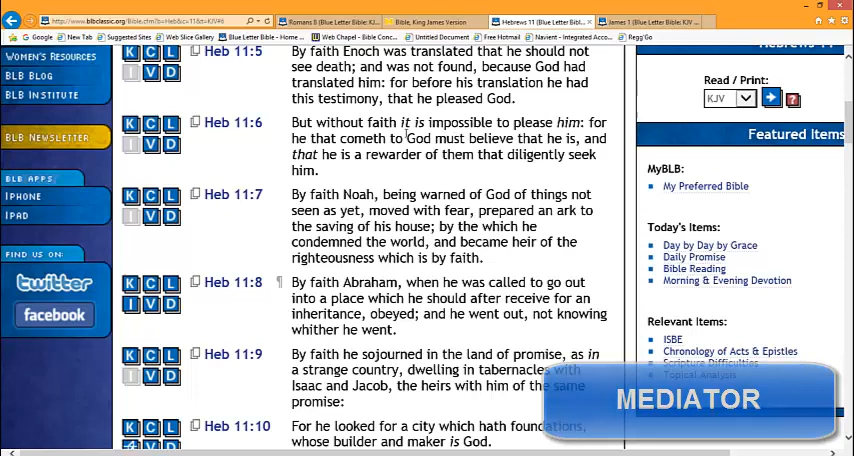 http://www.blbclassic.org/Bible.cfm?b=Heb&c=11&t=KJV#6
Romans 8 (Blue Letter Bible: KJ...
Bible, King James Version
Hebrews 11 (Blue Letter Bibl...
James 1 (Blue Letter Bible: KJV ...
Google
New Tab
Suggested Sites
Web Slice Gallery
Blue Letter Bible - Home ...
Web Chapel - Bible Conc...
Untitled Document
Free Hotmail
Navient - Integrated Acco...
Regg'Go
WOMEN'S RESOURCES
BLB BLOG
BLB INSTITUTE
BLB NEWSLETTER
BLB APPS
IPHONE
IPAD
FIND US ON:
twitter
facebook
K C L Heb 11:5 By faith Enoch was translated that he should not
I V D see death; and was not found, because God had
translated him: for before his translation he had
this testimony, that he pleased God.
K C L Heb 11:6 But without faith it is impossible to please him: for
I V D he that cometh to God must believe that he is, and
that he is a rewarder of them that diligently seek
him.
K C L Heb 11:7 By faith Noah, being warned of God of things not
I V D seen as yet, moved with fear, prepared an ark to
the saving of his house; by the which he
condemned the world, and became heir of the
righteousness which is by faith.
K C L Heb 11:8 ¶ By faith Abraham, when he was called to go out
I V D into a place which he should after receive for an
inheritance, obeyed; and he went out, not knowing
whither he went.
K C L Heb 11:9 By faith he sojourned in the land of promise, as in
I V D a strange country, dwelling in tabernacles with
Isaac and Jacob, the heirs with him of the same
promise:
K C L Heb 11:10 For he looked for a city which hath foundations,
whose builder and maker is God.
Hebrews 11
Read / Print:
KJV
?
Featured Items
MyBLB:
My Preferred Bible
Today's Items:
Day by Day by Grace
Daily Promise
Bible Reading
Morning & Evening Devotion
Relevant Items:
ISBE
Chronology of Acts & Epistles
Scripture Difficulties
Topical Analysis
MEDIATOR